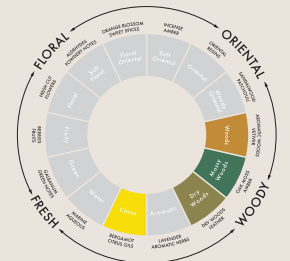 FLORAL
ORIENTAL
WOODY
FRESH
ORANGE BLOSSOM
SWEET SPICES
INCENSE
AMBER
ORIENTAL
RESINS
SANDALWOOD
PATCHOULI
AROMATIC WOODS
VETIVER
OAK MOSS
AMBER
DRY WOODS
LEATHER
LAVENDER
AROMATIC HERBS
BERGAMOT
CITRUS OILS
MARINE
AQUEOUS
GALBANUM
GREEN NOTES
BERRIES
FRUITS
FRESH CUT
FLOWERS
ALDEHYDES
POWDERY NOTES
Floral
Oriental
Soft
Oriental
Oriental
Woody
Oriental
Woods
Mossy
Woods
Dry
Woods
Aromatic
Citrus
Water
Green
Fruity
Floral
Soft
Floral